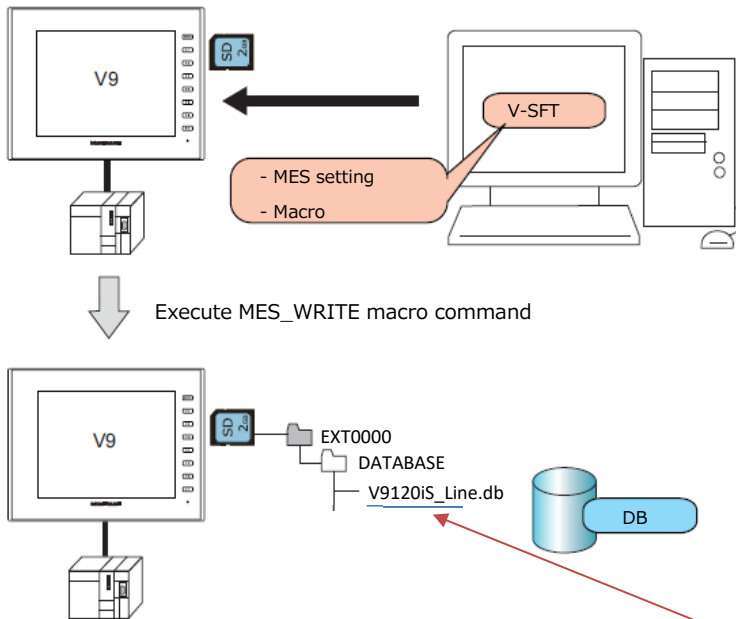 V9
SD
2GB
V-SFT
- MES setting
- Macro
Execute MES_WRITE macro command
V9
SD
2GB
EXT0000
DATABASE
V9120iS_Line.db
DB